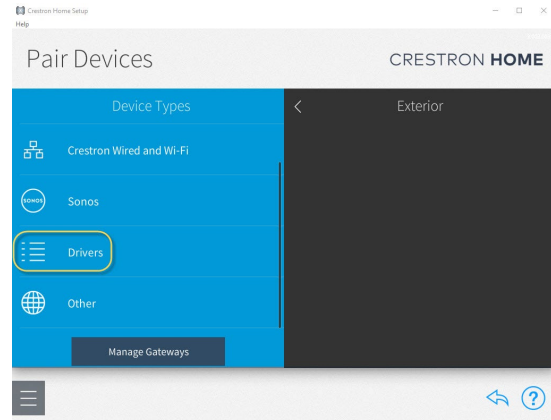 Crestron Home Setup
Help
Pair Devices
CRESTRON HOME
Device Types
Exterior
Crestron Wired and Wi-Fi
SONOS
Sonos
Drivers
Other
Manage Gateways
?